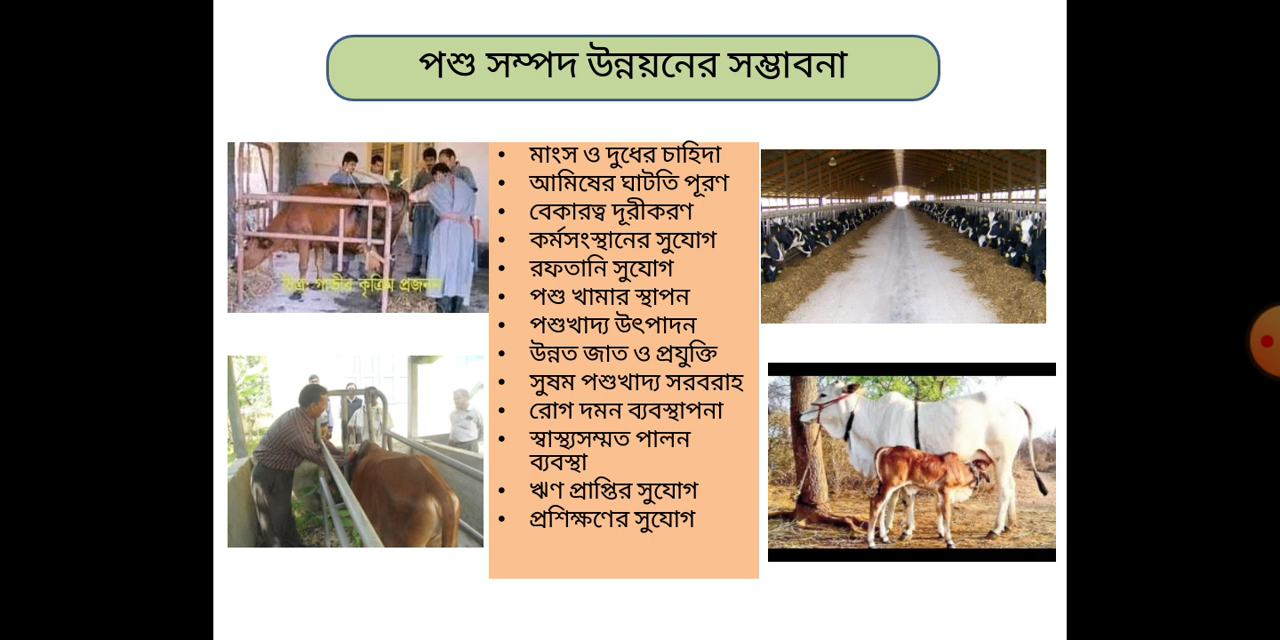 পশু সম্পদ উন্নয়নের সম্ভাবনা
চিত্র: গাভীর কৃত্রিম প্রজনন
• মাংস ও দুধের চাহিদা
• আমিষের ঘাটতি পূরণ
• বেকারত্ব দূরীকরণ
• কর্মসংস্থানের সুযোগ
• রফতানি সুযোগ
• পশু খামার স্থাপন
• পশুখাদ্য উৎপাদন
• উন্নত জাত ও প্রযুক্তি
• সুষম পশুখাদ্য সরবরাহ
• রোগ দমন ব্যবস্থাপনা
• স্বাস্থ্যসম্মত পালন
ব্যবস্থা
• ঋণ প্রাপ্তির সুযোগ
• প্রশিক্ষণের সুযোগ